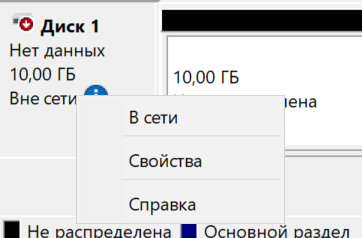 Диск 1
Нет данных
10,00 ГБ
Вне сети
10,00 ГБ
В сети
Свойства
Справка
Не распределена
Основной раздел